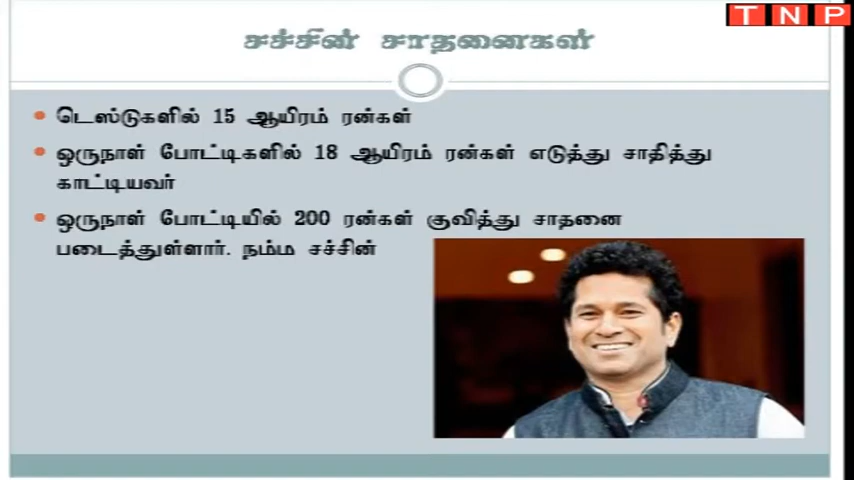 TNP
சச்சின் சாதனைகள்
டெஸ்டுகளில் 15 ஆயிரம் ரன்கள்
ஒருநாள் போட்டிகளில் 18 ஆயிரம் ரன்கள் எடுத்து சாதித்து
காட்டியவர்
ஒருநாள் போட்டியில் 200 ரன்கள் குவித்து சாதனை
படைத்துள்ளார். நம்ம சச்சின்